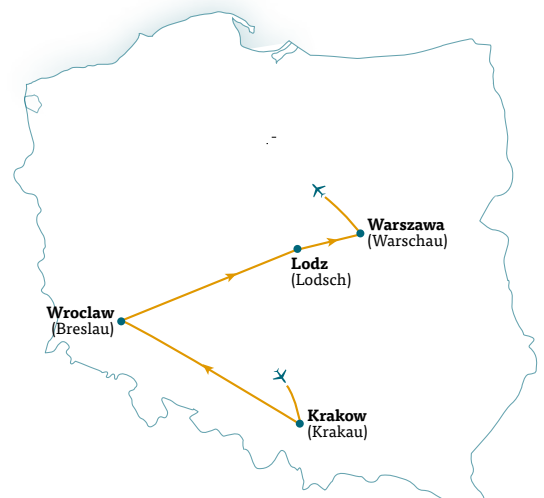 Warszawa
(Warschau)
Lodz
(Lodsch)
Wroclaw
(Breslau)
Krakow
(Krakau)